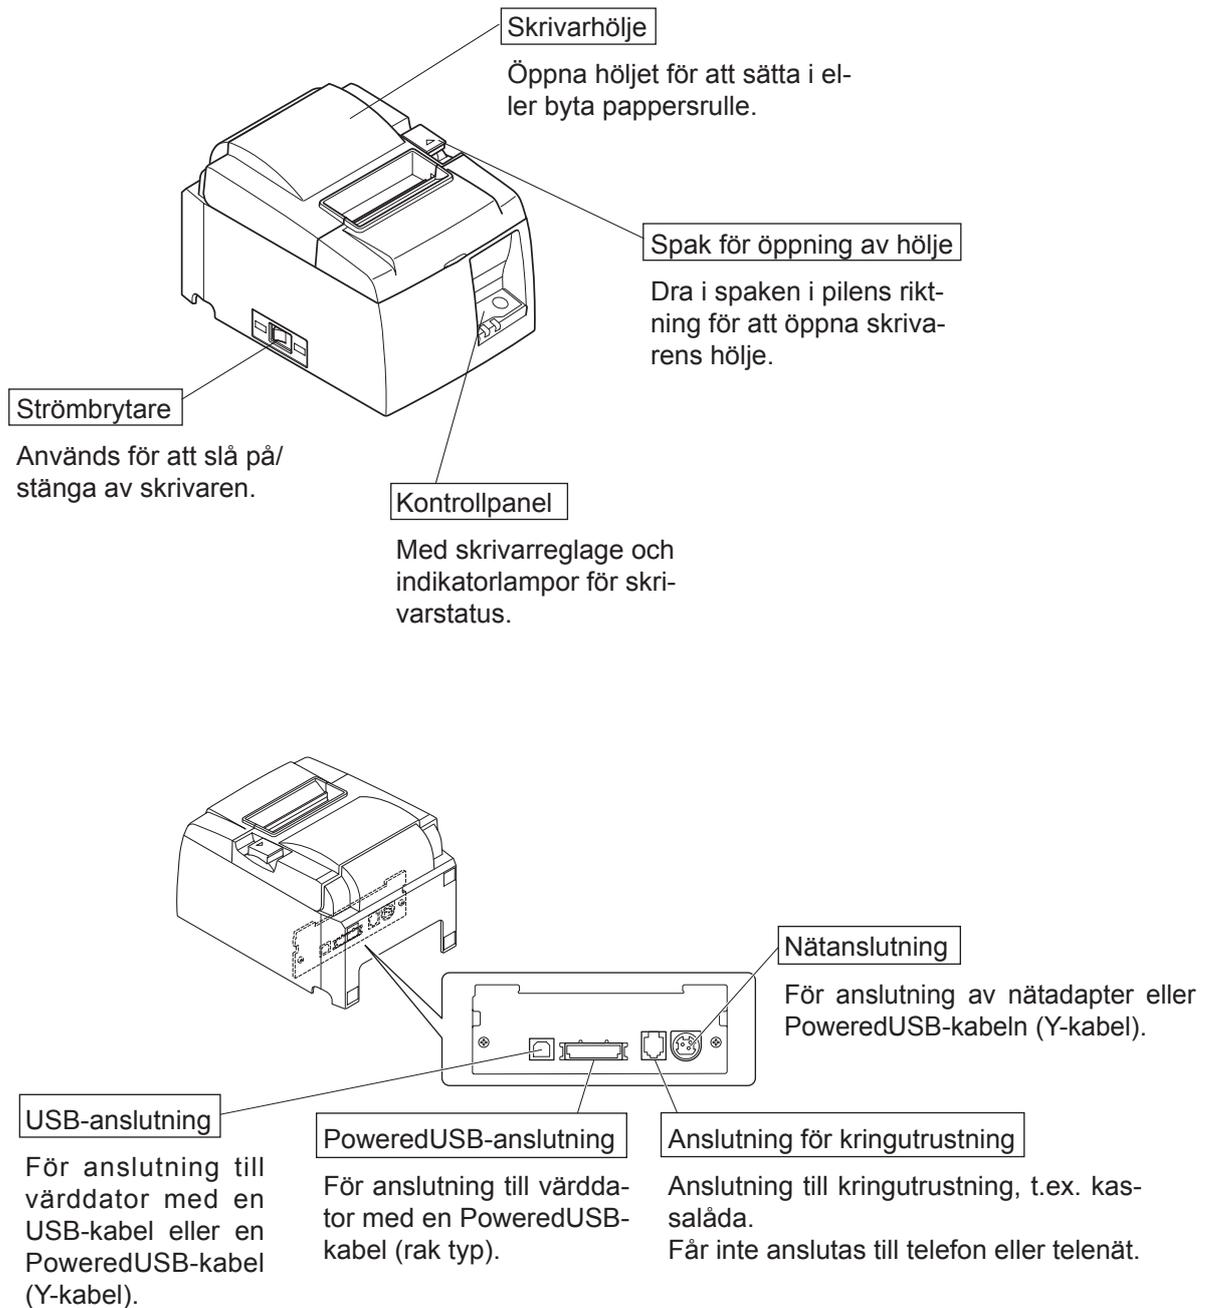 Skrivarhölje
Öppna höljet för att sätta i el-
ler byta pappersrulle.
Spak för öppning av hölje
Dra i spaken i pilens rikt-
ning för att öppna skriva-
rens hölje.
Strömbrytare
Används för att slå på/
stänga av skrivaren.
Kontrollpanel
Med skrivarreglage och
indikatorlampor för skri-
varstatus.
Nätanslutning
För anslutning av nätadapter eller
PoweredUSB-kabeln (Y-kabel).
USB-anslutning
För anslutning till
värddator med en
USB-kabel eller en
PoweredUSB-kabel
(Y-kabel).
PoweredUSB-anslutning
För anslutning till värdda-
tor med en PoweredUSB-
kabel (rak typ).
Anslutning för kringutrustning
Anslutning till kringutrustning, t.ex. kas-
salåda.
Får inte anslutas till telefon eller telenät.